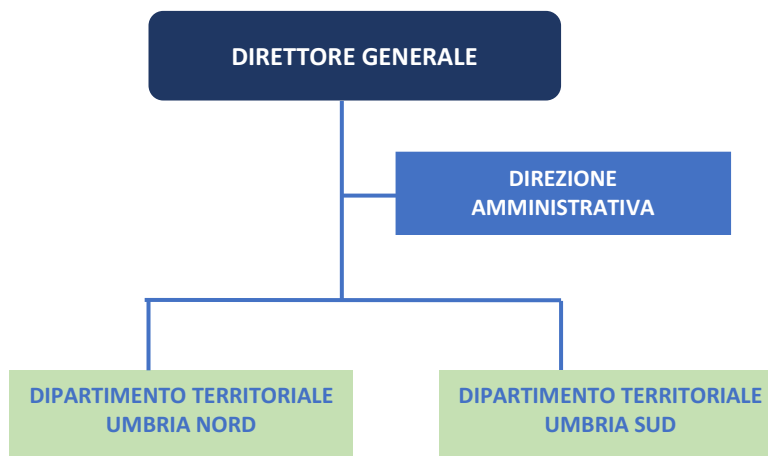 DIRETTORE GENERALE
DIREZIONE
AMMINISTRATIVA
DIPARTIMENTO TERRITORIALE
UMBRIA NORD
DIPARTIMENTO TERRITORIALE
UMBRIA SUD